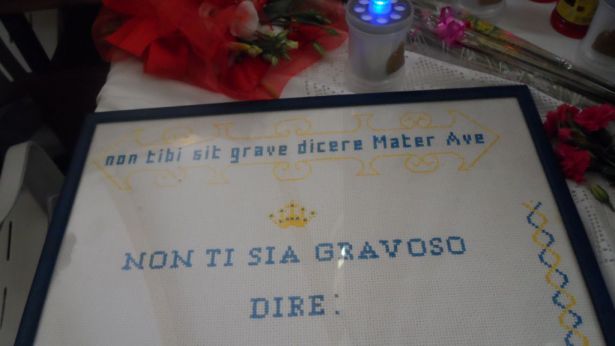 non tibi sit grave dicere Mater Ave
NON TI SIA GRAVOSO
DIRE: